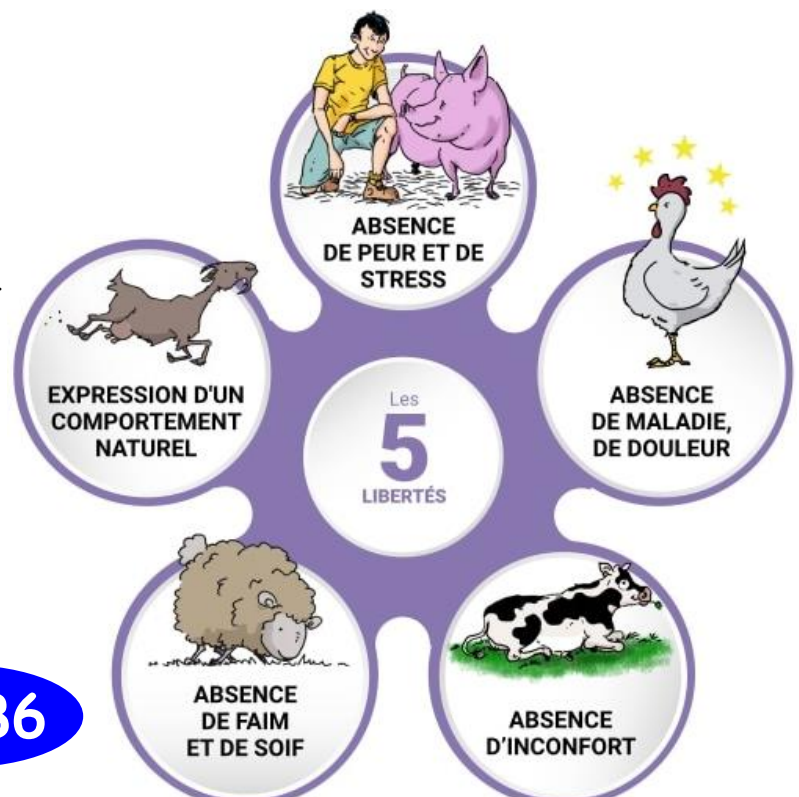 ABSENCE
DE PEUR ET DE
STRESS
EXPRESSION D'UN
COMPORTEMENT
NATUREL
ABSENCE
DE MALADIE,
DE DOULEUR
Les
5
LIBERTÉS
ABSENCE
DE FAIM
ET DE SOIF
ABSENCE
D'INCONFORT